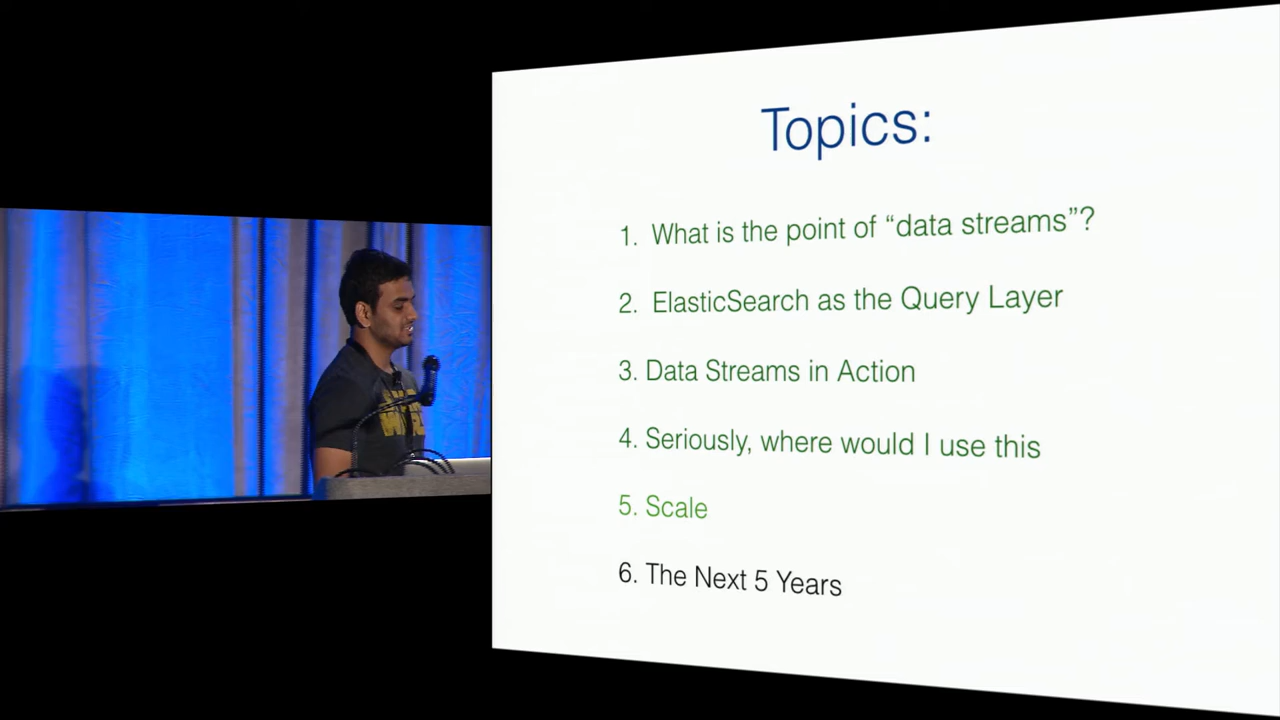 Topics:
1. What is the point of “data streams”?
2. ElasticSearch as the Query Layer
3. Data Streams in Action
4. Seriously, where would I use this
5. Scale
6. The Next 5 Years